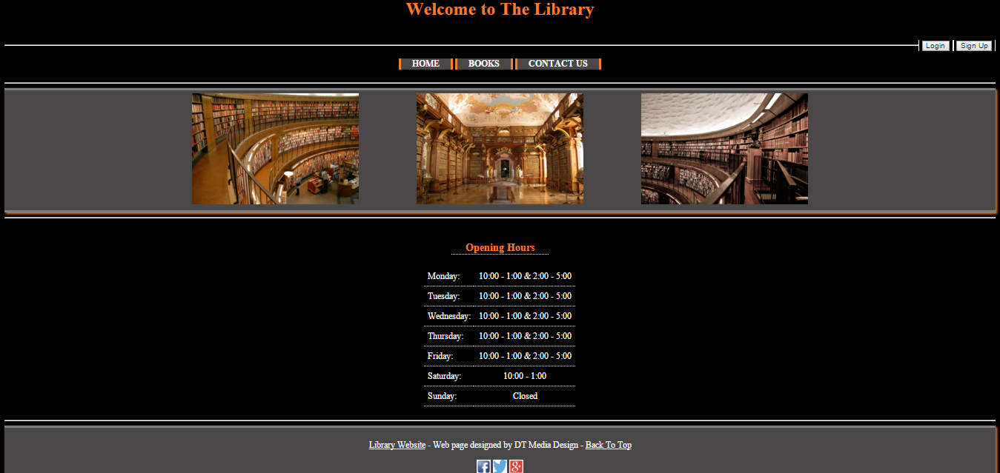 Welcome to The Library
Login Sign Up
HOME BOOKS CONTACT US
Opening Hours
Monday: 10:00 - 1:00 & 2:00 - 5:00
Tuesday: 10:00 - 1:00 & 2:00 - 5:00
Wednesday: 10:00 - 1:00 & 2:00 - 5:00
Thursday: 10:00 - 1:00 & 2:00 - 5:00
Friday: 10:00 - 1:00 & 2:00 - 5:00
Saturday: 10:00 - 1:00
Sunday: Closed
Library Website - Web page designed by DT Media Design - Back To Top